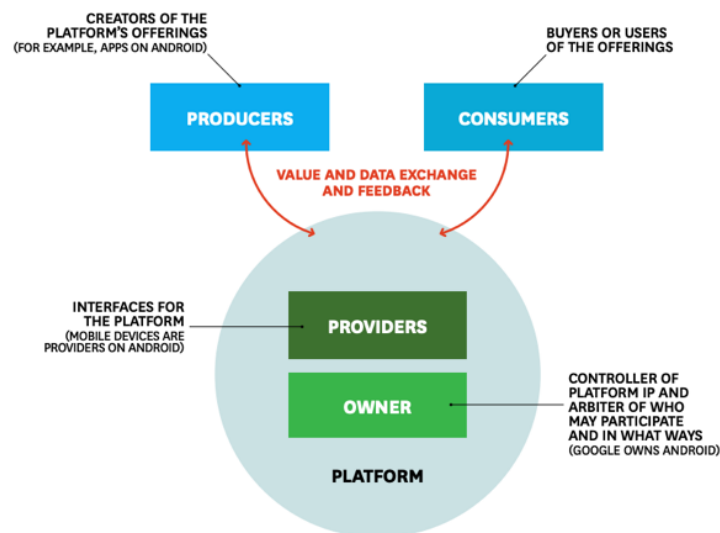 CREATORS OF THE
PLATFORM'S OFFERINGS
(FOR EXAMPLE, APPS ON ANDROID)
BUYERS OR USERS
OF THE OFFERINGS
PRODUCERS
CONSUMERS
VALUE AND DATA EXCHANGE
AND FEEDBACK
INTERFACES FOR
THE PLATFORM
(MOBILE DEVICES ARE
PROVIDERS ON ANDROID)
PROVIDERS
OWNER
CONTROLLER OF
PLATFORM IP AND
ARBITER OF WHO
MAY PARTICIPATE
AND IN WHAT WAYS
(GOOGLE OWNS ANDROID)
PLATFORM